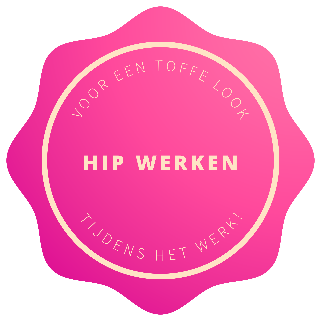 VOOR EEN TOFFE LOOK
HIP WERKEN
TIJDENS HET WERK!